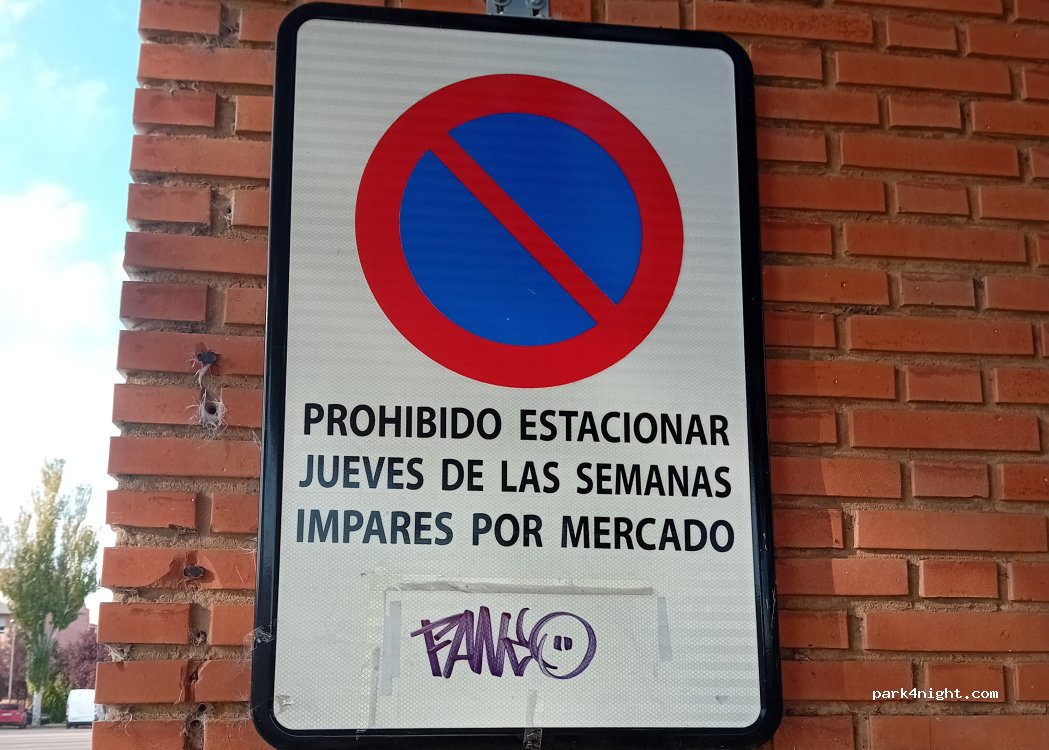 PROHIBIDO ESTACIONAR
JUEVES DE LAS SEMANAS
IMPARES POR MERCADO
park4night.com